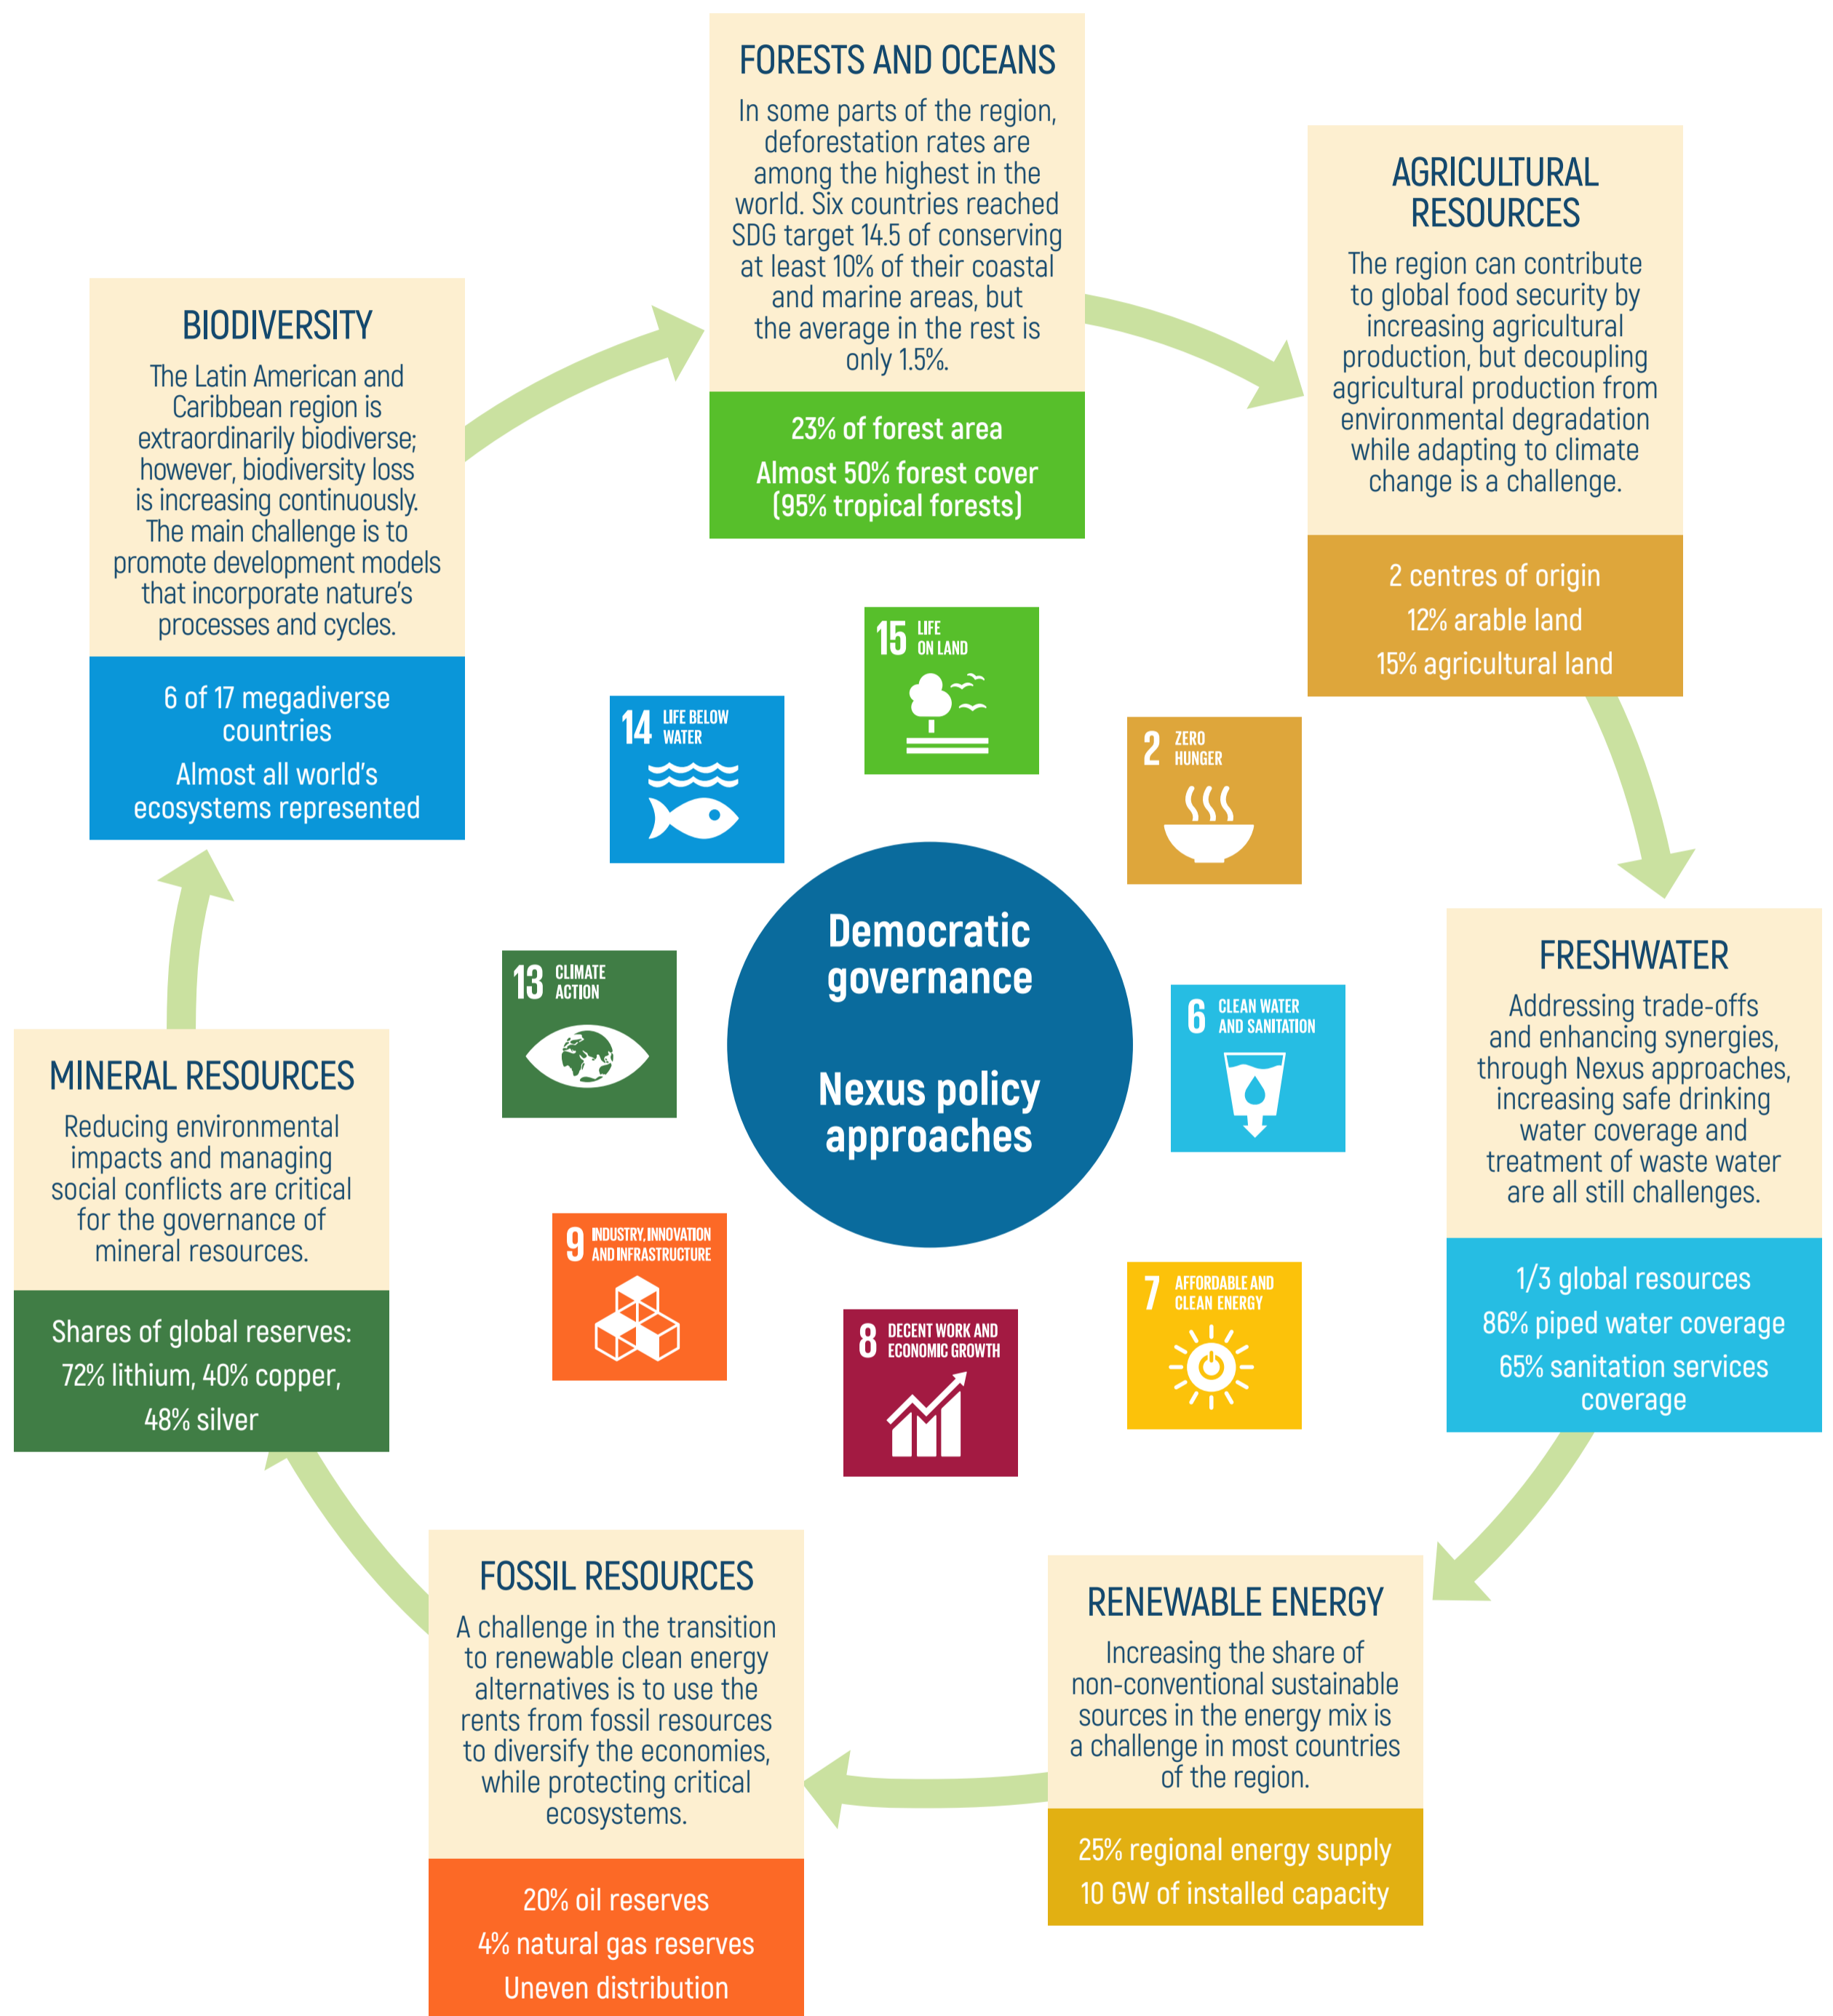 FORESTS AND OCEANS
In some parts of the region,
deforestation rates are
among the highest in the
world. Six countries reached
SDG target 14.5 of conserving
at least 10% of their coastal
and marine areas, but
the average in the rest is
only 1.5%.
23% of forest area
Almost 50% forest cover
(95% tropical forests)
AGRICULTURAL
RESOURCES
The region can contribute
to global food security by
increasing agricultural
production, but decoupling
agricultural production from
environmental degradation
while adapting to climate
change is a challenge.
2 centres of origin
12% arable land
15% agricultural land
FRESHWATER
Addressing trade-offs
and enhancing synergies,
through Nexus approaches,
increasing safe drinking
water coverage and
treatment of waste water
are all still challenges.
1/3 global resources
86% piped water coverage
65% sanitation services
coverage
RENEWABLE ENERGY
Increasing the share of
non-conventional sustainable
sources in the energy mix is
a challenge in most countries
of the region.
25% regional energy supply
10 GW of installed capacity
FOSSIL RESOURCES
A challenge in the transition
to renewable clean energy
alternatives is to use the
rents from fossil resources
to diversify the economies,
while protecting critical
ecosystems.
20% oil reserves
4% natural gas reserves
Uneven distribution
MINERAL RESOURCES
Reducing environmental
impacts and managing
social conflicts are critical
for the governance of
mineral resources.
Shares of global reserves:
72% lithium, 40% copper,
48% silver
BIODIVERSITY
The Latin American and
Caribbean region is
extraordinarily biodiverse;
however, biodiversity loss
is increasing continuously.
The main challenge is to
promote development models
that incorporate nature's
processes and cycles.
6 of 17 megadiverse
countries
Almost all world's
ecosystems represented
15 LIFE
ON LAND
2 ZERO
HUNGER
6 CLEAN WATER
AND SANITATION
7 AFFORDABLE AND
CLEAN ENERGY
8 DECENT WORK AND
ECONOMIC GROWTH
9 INDUSTRY, INNOVATION
AND INFRASTRUCTURE
13 CLIMATE
ACTION
14 LIFE BELOW
WATER
Democratic
governance
Nexus policy
approaches